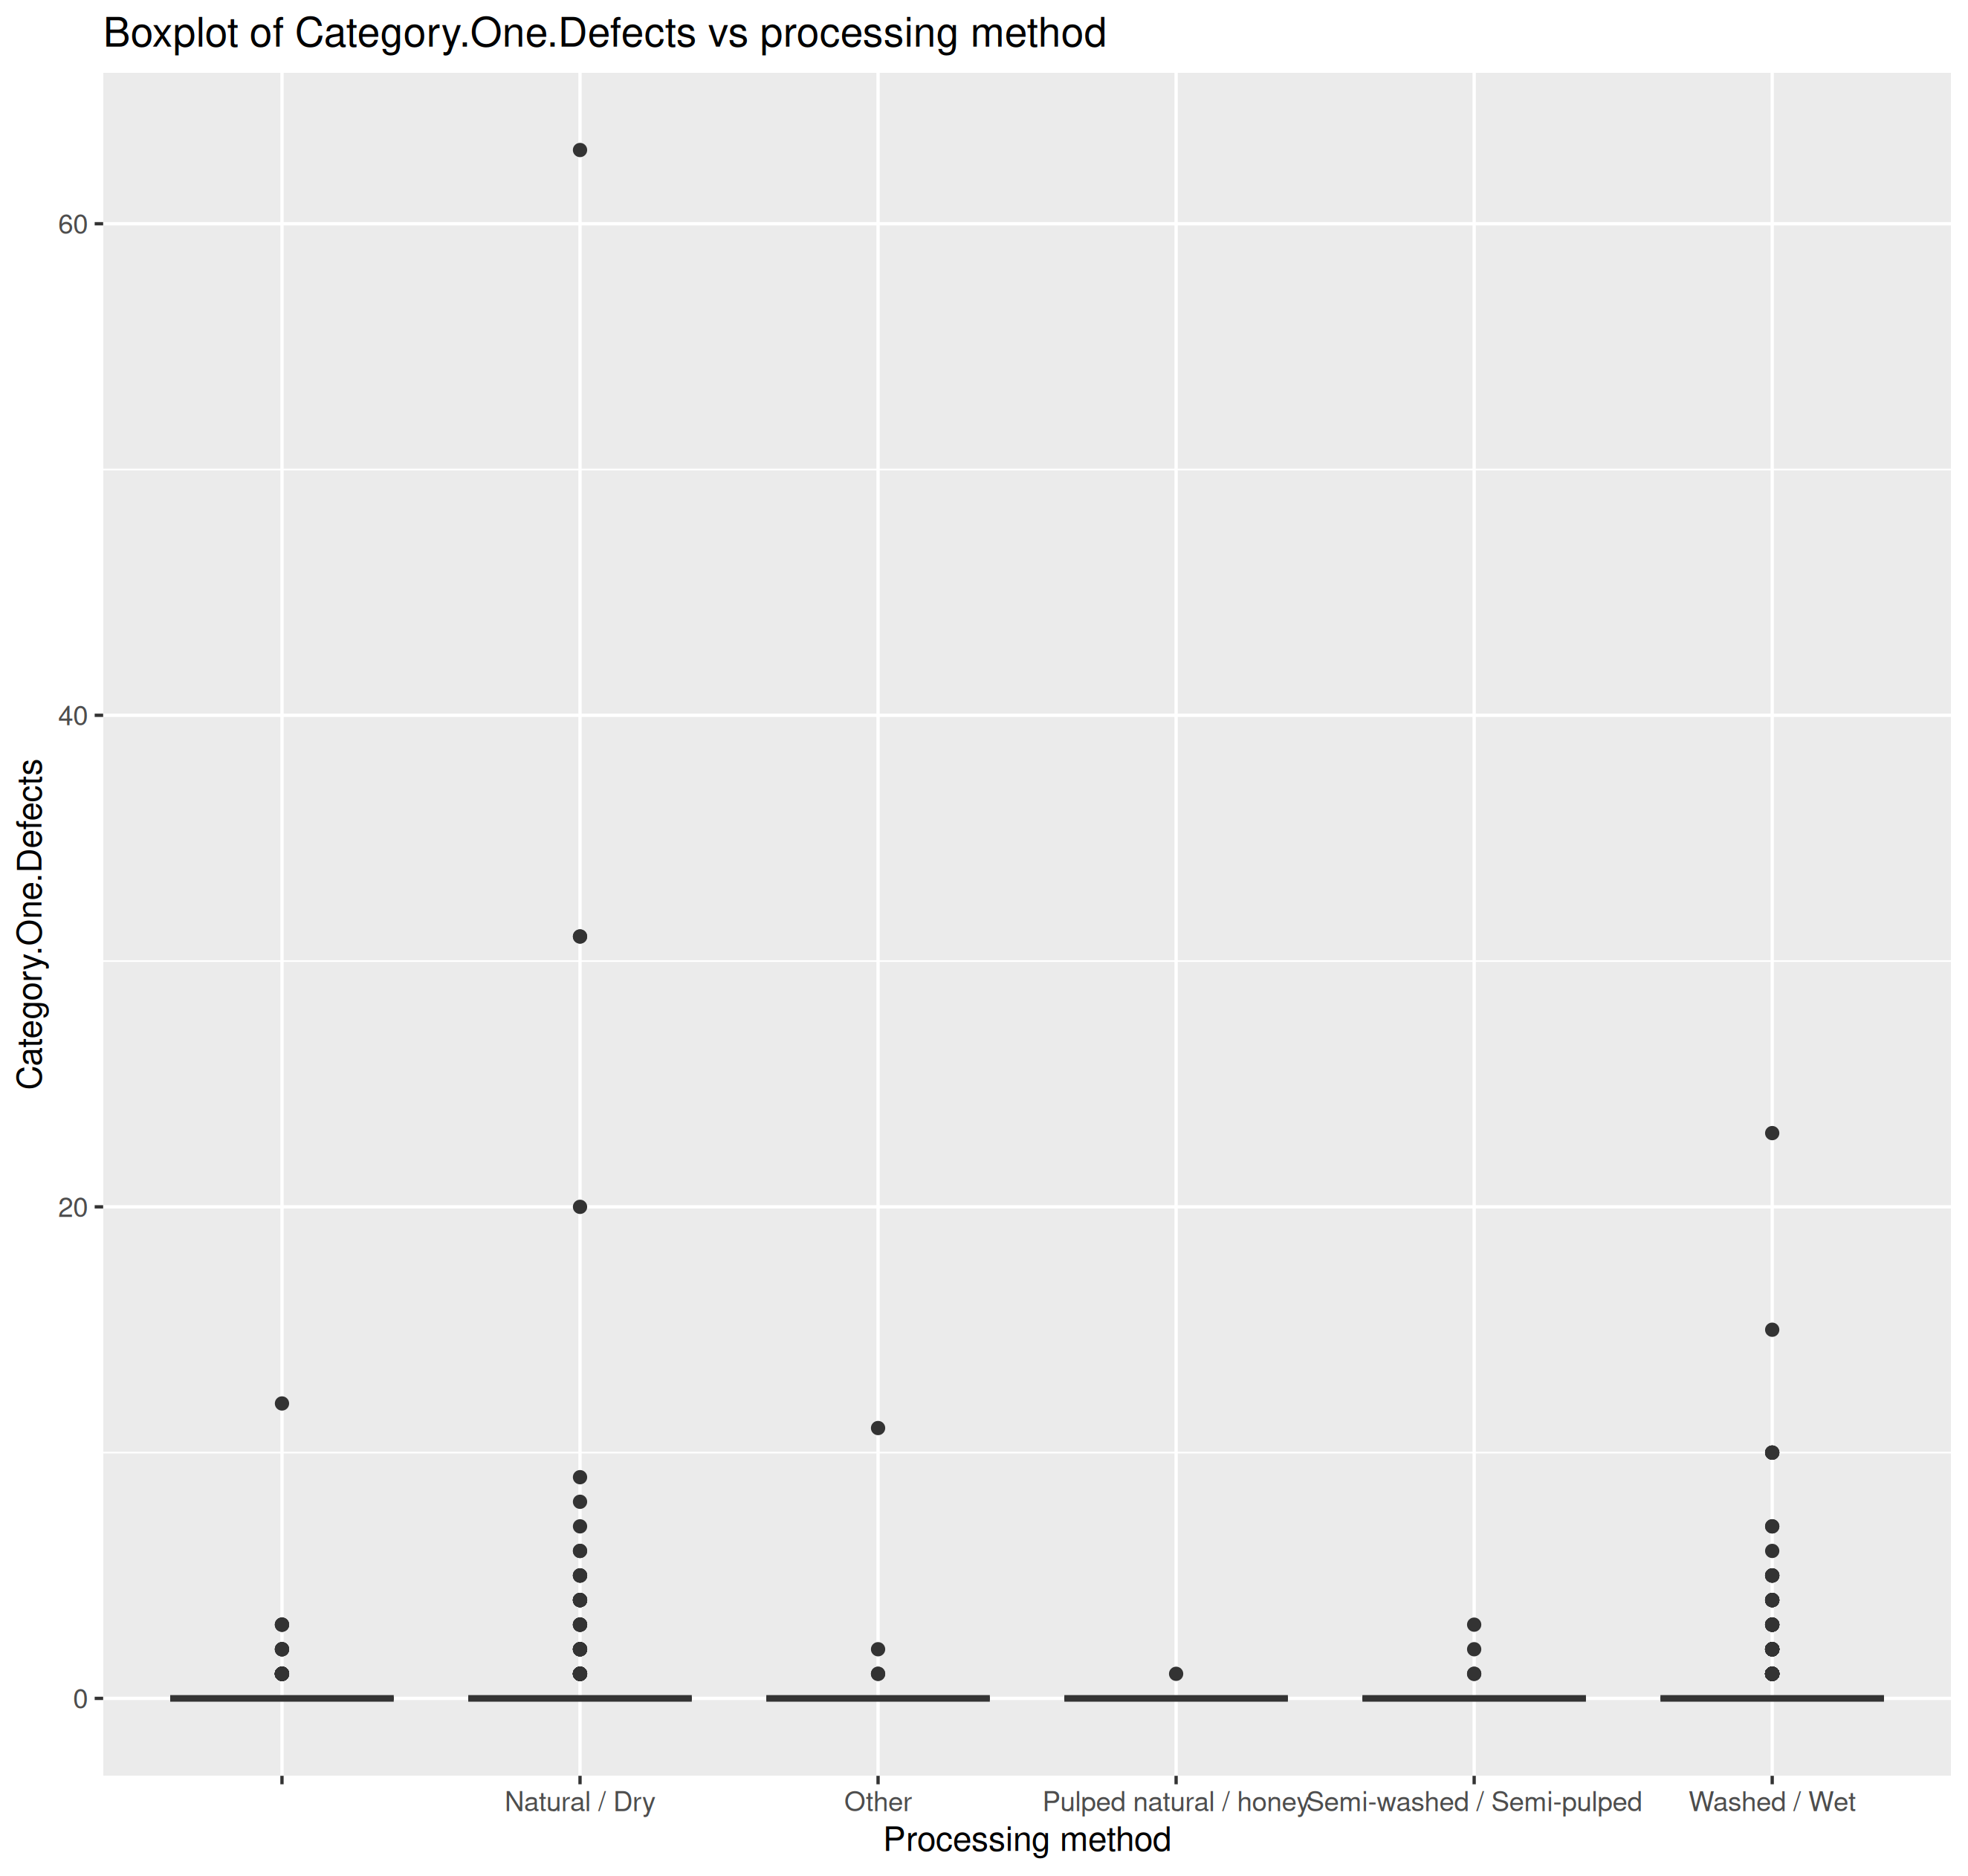 Boxplot of Category.One.Defects vs processing method
Category.One.Defects
60
40
20
0
Natural / Dry
Other
Pulped natural / honey
Semi-washed / Semi-pulped
Washed / Wet
Processing method